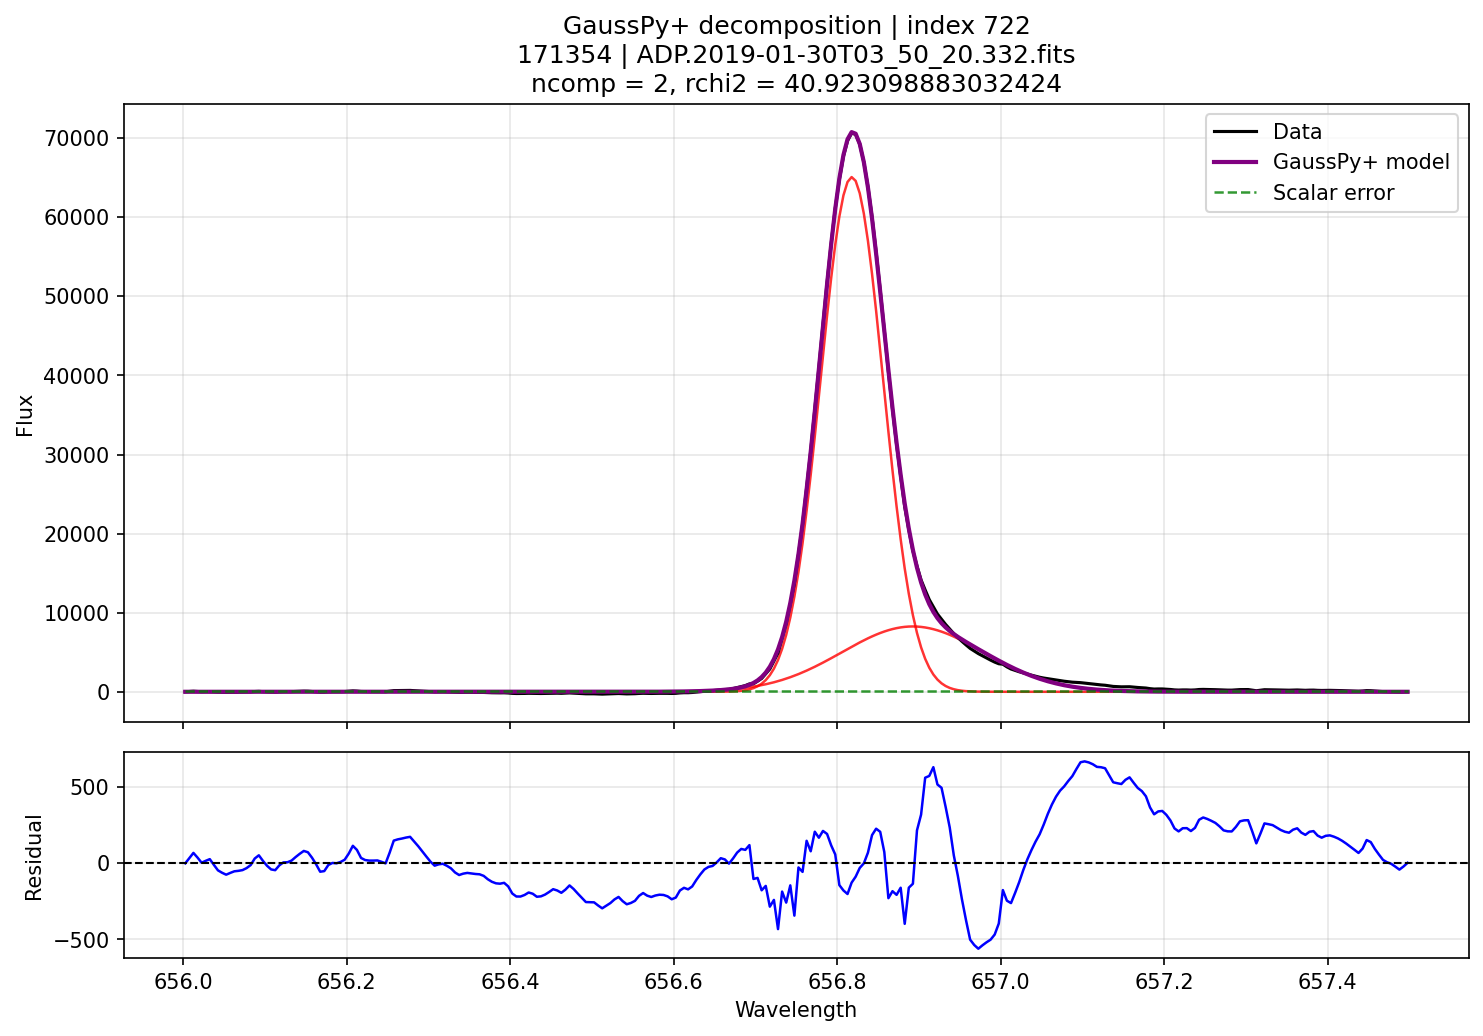 GaussPy+ decomposition | index 722
171354 | ADP.2019-01-30T03_50_20.332.fits
ncomp = 2, rchi2 = 40.923098883032424
Data
GaussPy+ model
Scalar error
70000
60000
50000
40000
30000
20000
10000
0
Flux
500
0
−500
Residual
656.0
656.2
656.4
656.6
656.8
657.0
657.2
657.4
Wavelength